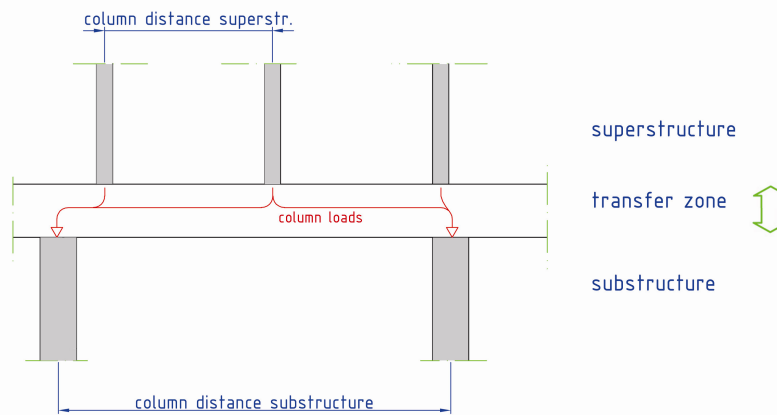 column distance superstr.
superstructure
transfer zone
column loads
substructure
column distance substructure